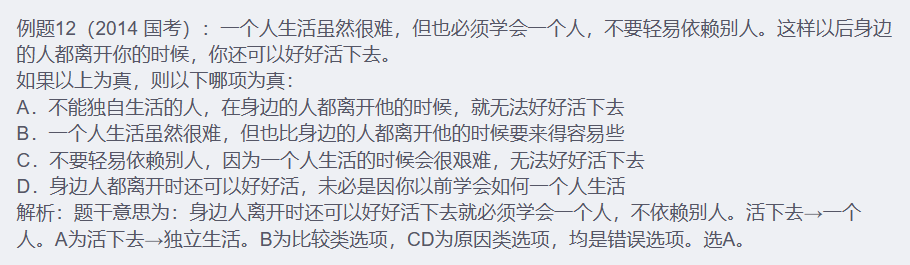 例题12（2014 国考）：一个人生活虽然很难，但也必须学会一个人，不要轻易依赖别人。这样以后身边
的人都离开你的时候，你还可以好好活下去。
如果以上为真，则以下哪项为真：
A．不能独自生活的人，在身边的人都离开他的时候，就无法好好活下去
B．一个人生活虽然很难，但也比身边的人都离开他的时候要来得容易些
C．不要轻易依赖别人，因为一个人生活的时候会很艰难，无法好好活下去
D．身边人都离开时还可以好好活，未必是因你以前学会如何一个人生活
解析：题干意思为：身边人离开时还可以好好活下去就必须学会一个人，不依赖别人。活下去→一个
人。A为活下去→独立生活。B为比较类选项，CD为原因类选项，均是错误选项。选A。